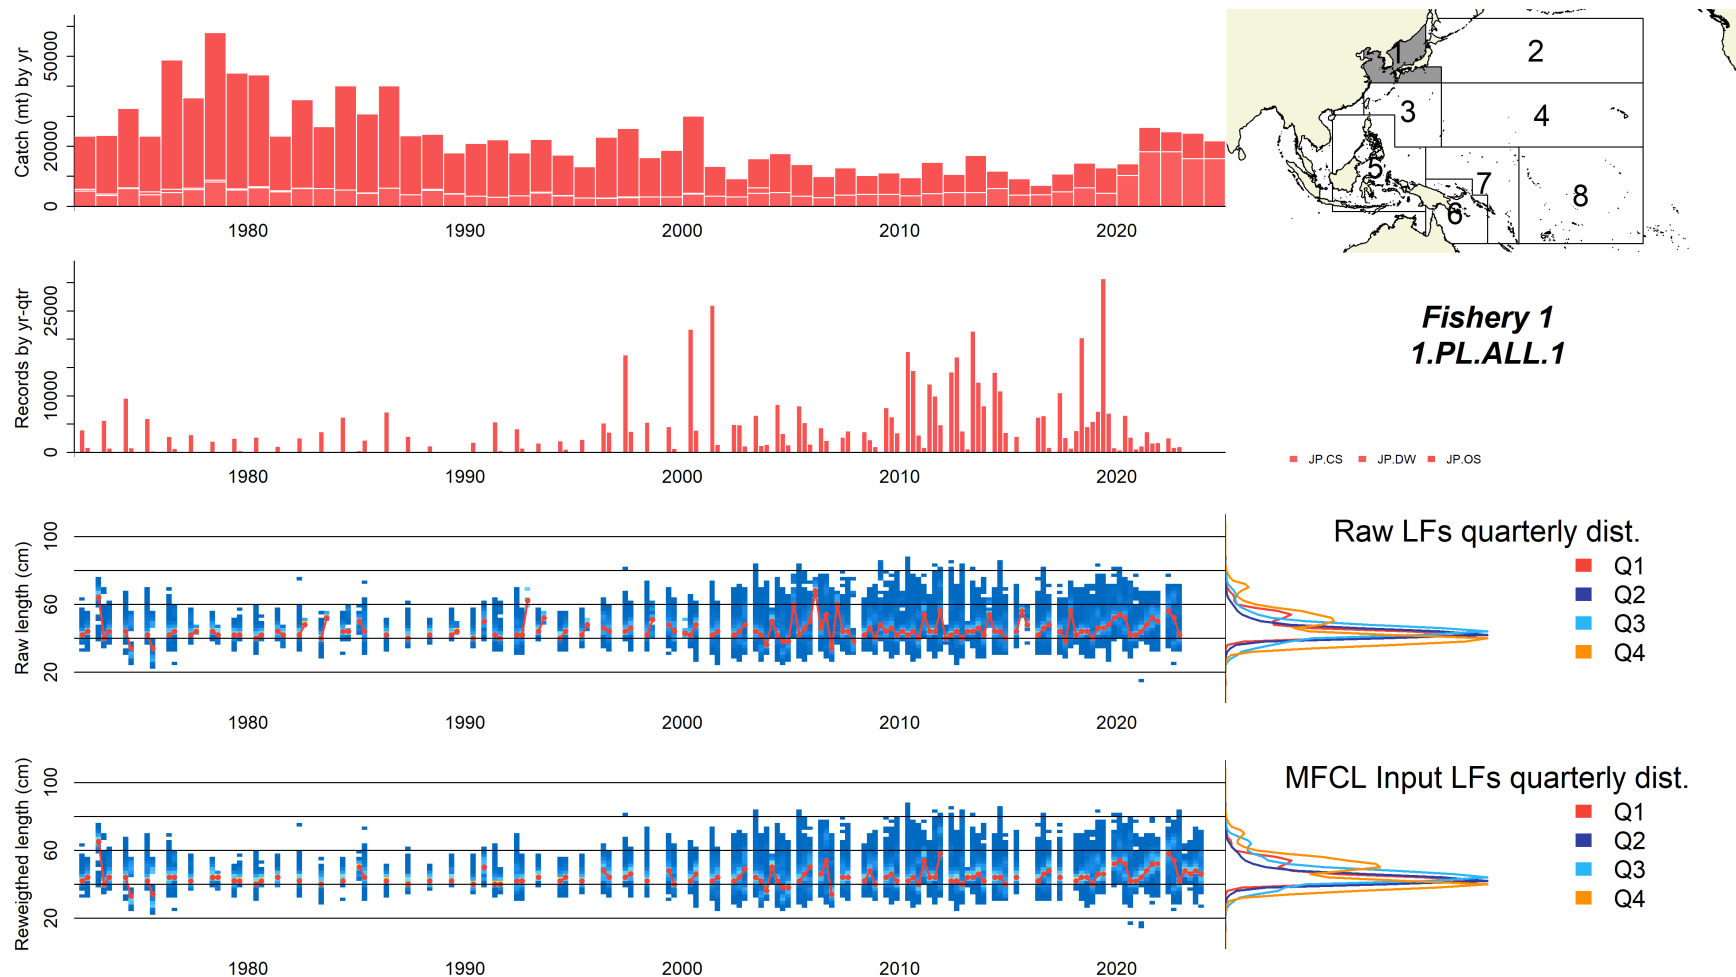 Catch (mt) by yr
50000
20000
0
1980
1990
2000
2010
2020
1
2
3
4
5
6
7
8
Records by yr-qtr
25000
10000
0
1980
1990
2000
2010
2020
Fishery 1
1.PL.ALL.1
JP.CS
JP.DW
JP.OS
Raw length (cm)
100
60
20
1980
1990
2000
2010
2020
Raw LFs quarterly dist.
Q1
Q2
Q3
Q4
Reweigthed length (cm)
100
60
20
1980
1990
2000
2010
2020
MFCL Input LFs quarterly dist.
Q1
Q2
Q3
Q4